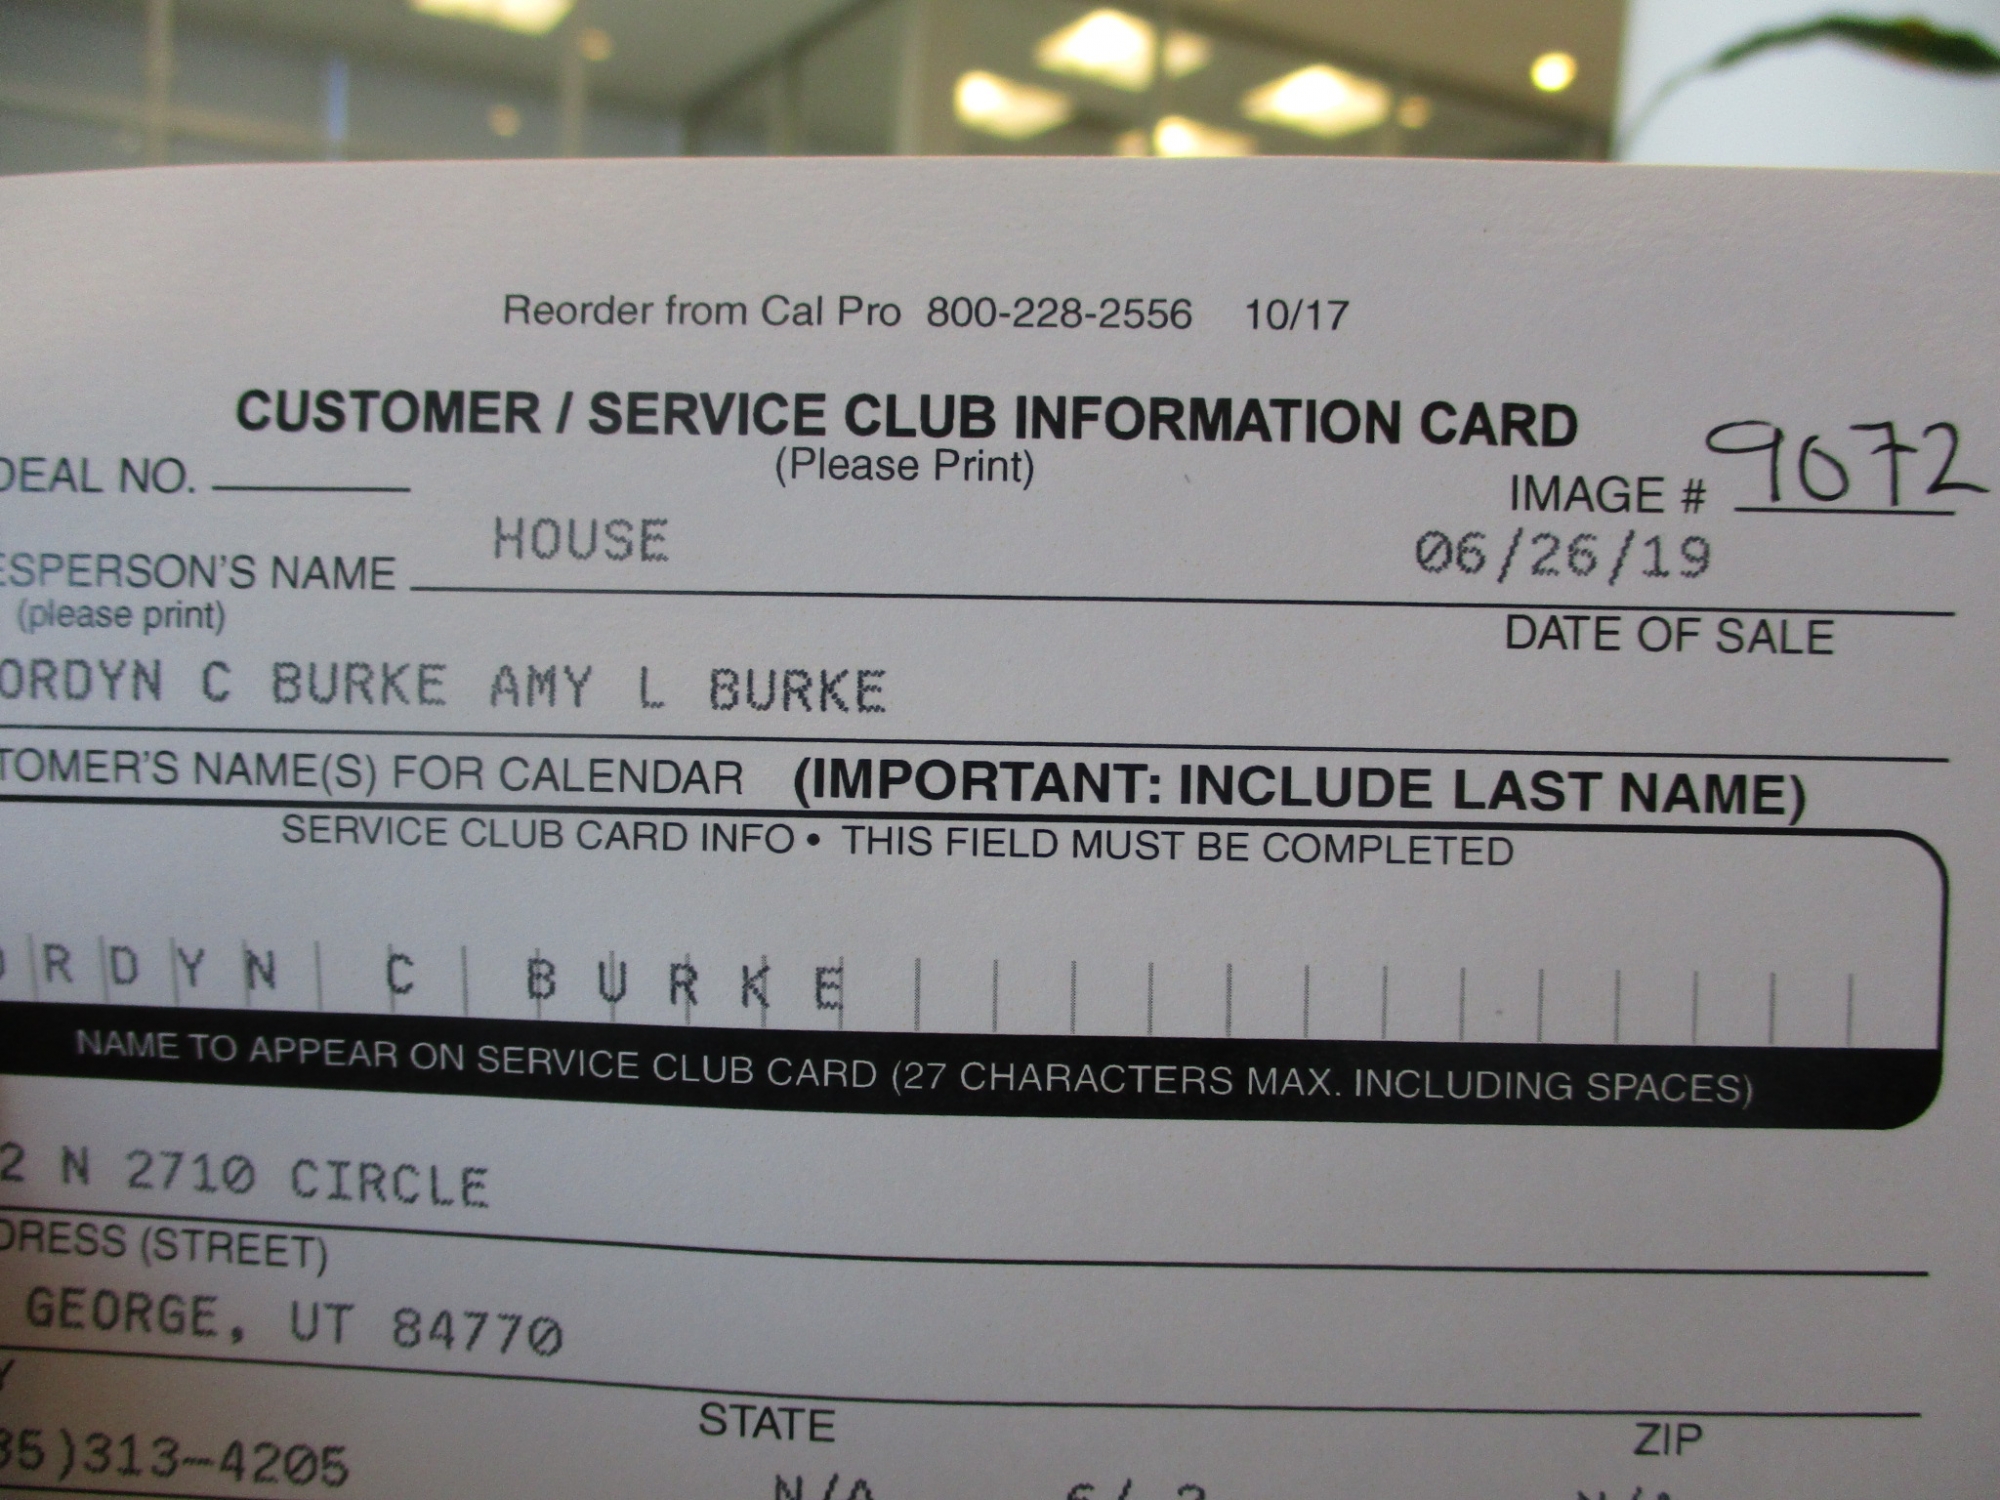 Reorder from Cal Pro 800-228-2556 10/17
CUSTOMER / SERVICE CLUB INFORMATION CARD
(Please Print)
DEAL NO.
IMAGE # 9072
HOUSE
06/26/19
ESPERSON'S NAME
(please print)
DATE OF SALE
ORDYN C BURKE AMY L BURKE
TOMER'S NAME(S) FOR CALENDAR (IMPORTANT: INCLUDE LAST NAME)
SERVICE CLUB CARD INFO • THIS FIELD MUST BE COMPLETED
ORDYN C BURKE
NAME TO APPEAR ON SERVICE CLUB CARD (27 CHARACTERS MAX. INCLUDING SPACES)
2 N 2710 CIRCLE
DRESS (STREET)
GEORGE, UT 84770
Y STATE ZIP
35)313-4205
N/A